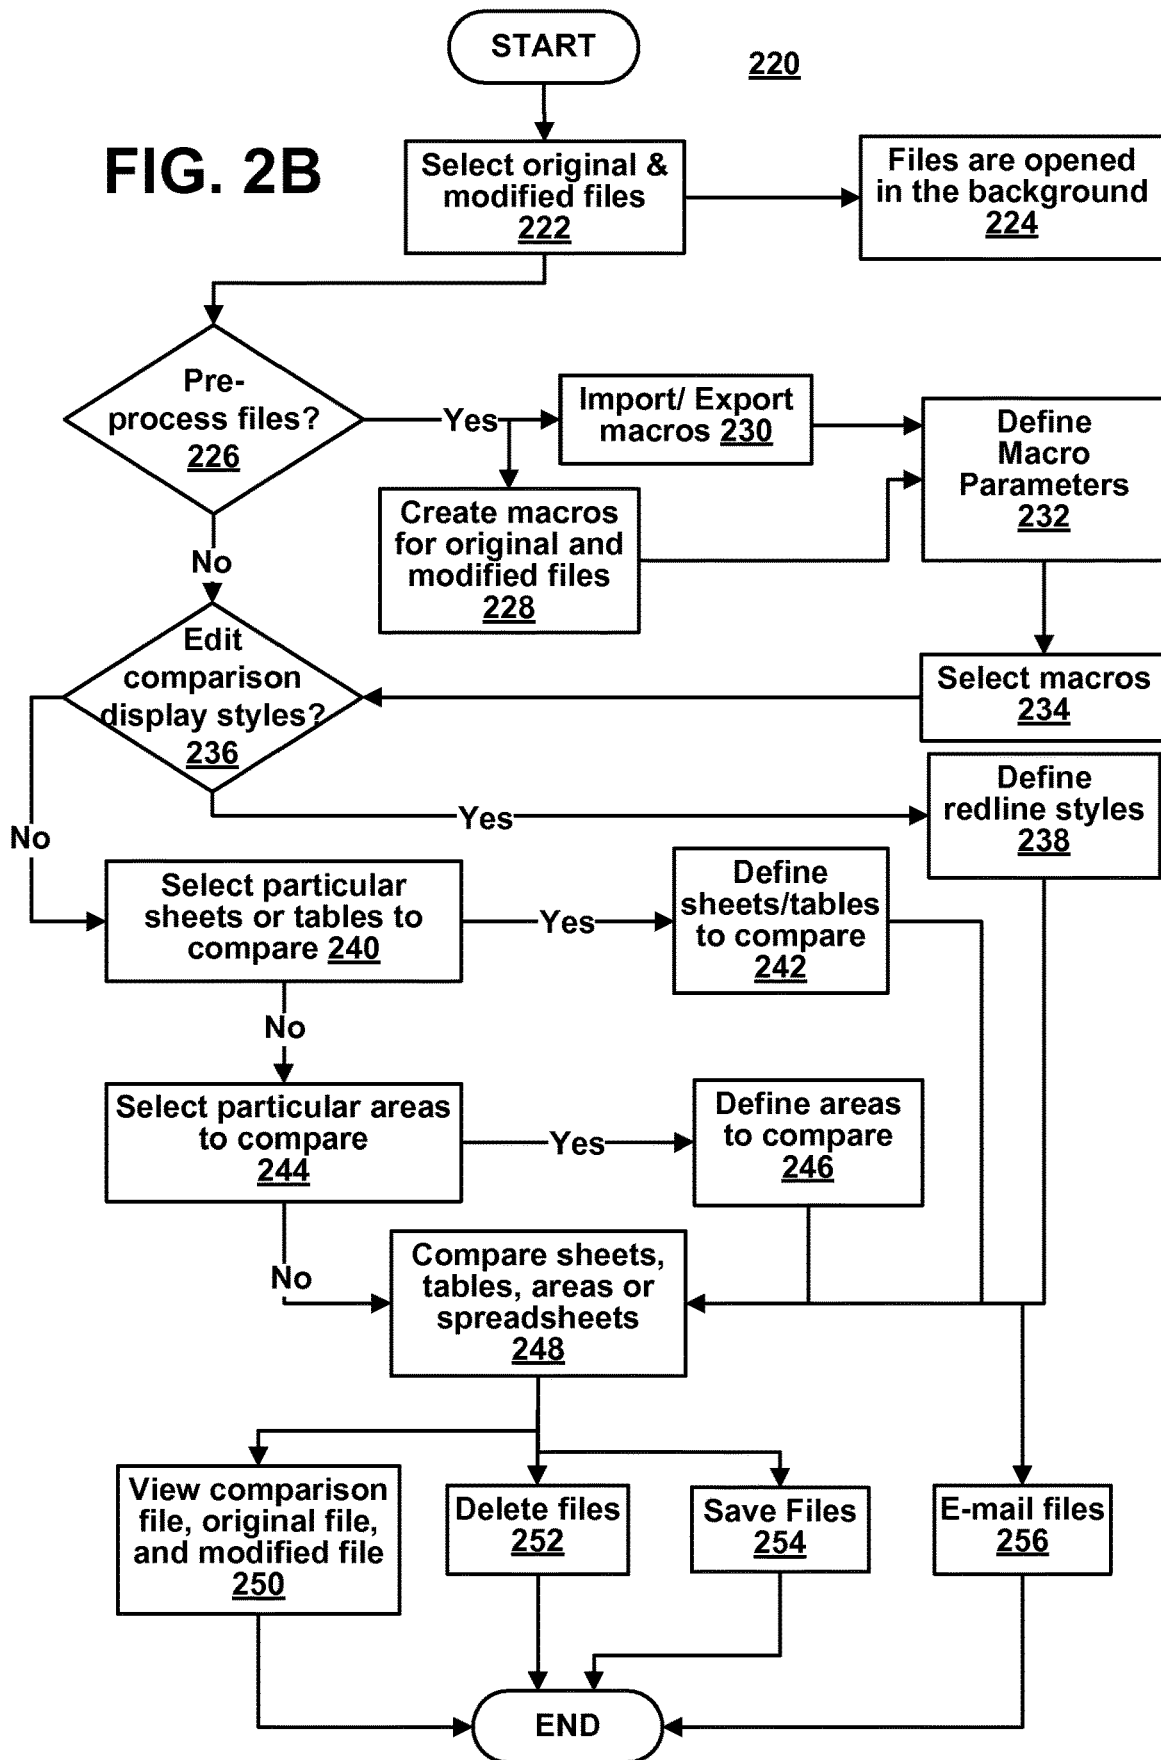 START
220
FIG. 2B
Select original &
modified files
222
Files are opened
in the background
224
Pre-
process files?
226
Yes
Import/ Export
macros 230
Define
Macro
Parameters
232
Create macros
for original and
modified files
228
No
Edit
comparison
display styles?
236
Select macros
234
Yes
Define
redline styles
238
No
Select particular
sheets or tables to
compare 240
Yes
Define
sheets/tables
to compare
242
No
Select particular areas
to compare
244
Yes
Define areas
to compare
246
No
Compare sheets,
tables, areas or
spreadsheets
248
View comparison
file, original file,
and modified file
250
Delete files
252
Save Files
254
E-mail files
256
END